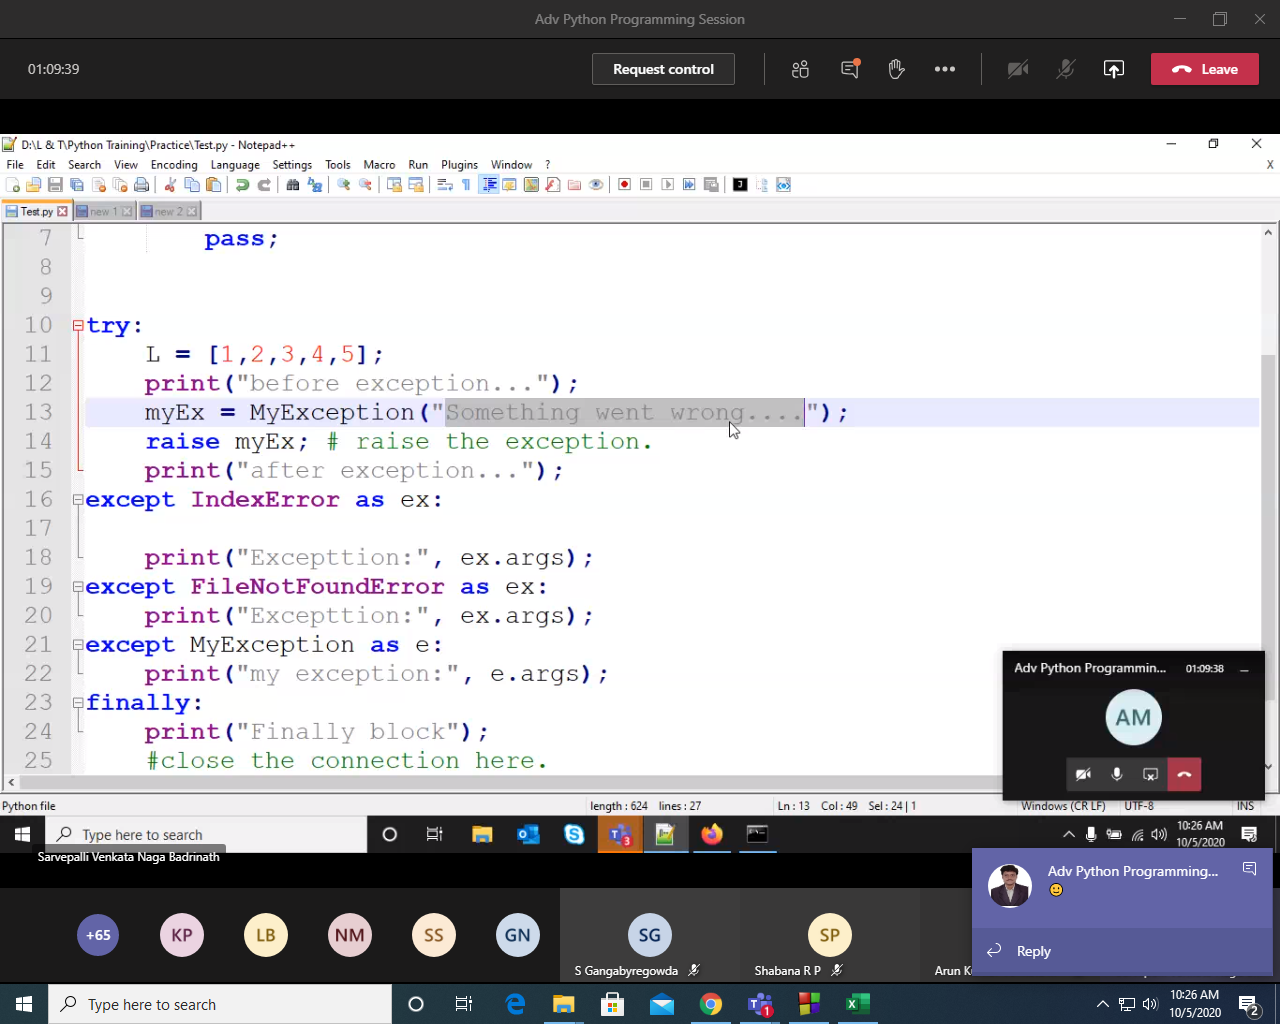 Adv Python Programming Session
01:09:39
Request control
Leave
D:\L & T\Python Training\Practice\Test.py - Notepad++
File Edit Search View Encoding Language Settings Tools Macro Run Plugins Window ?
X
Test.py new 1 new 2
7 pass;
8
9
10 try:
11 L = [1,2,3,4,5];
12 print("before exception...");
13 myEx = MyException("Something went wrong....");
14 raise myEx; # raise the exception.
15 print("after exception...");
16 except IndexError as ex:
17
18 print("Excepttion:", ex.args);
19 except FileNotFoundError as ex:
20 print("Excepttion:", ex.args);
21 except MyException as e:
22 print("my exception:", e.args);
23 finally:
24 print("Finally block");
25 #close the connection here.
Adv Python Programmin... 01:09:38
AM
Python file length : 624 lines : 27 Ln : 13 Col : 49 Sel : 24 | 1 Windows (CR LF) UTF-8 INS
Type here to search
3
10:26 AM
10/5/2020
Sarvepalli Venkata Naga Badrinath
Adv Python Programming...
Reply
+65 KP LB NM SS GN SG SP
S Gangabyregowda Shabana R P Arun K
Type here to search
1
10:26 AM
10/5/2020
2